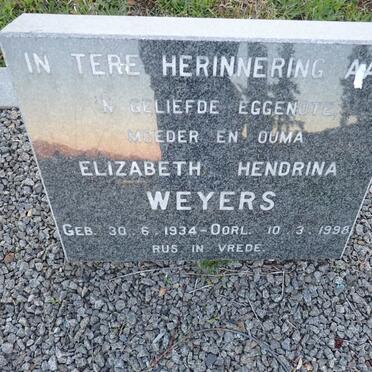 IN TERE HERINNERING AA
'N GELIEFDE EGGENOTE
MOEDER EN OUMA
ELIZABETH HENDRINA
WEYERS
GEB. 30. 6. 1934 - OORL. 10. 3. 1998
RUS IN VREDE.